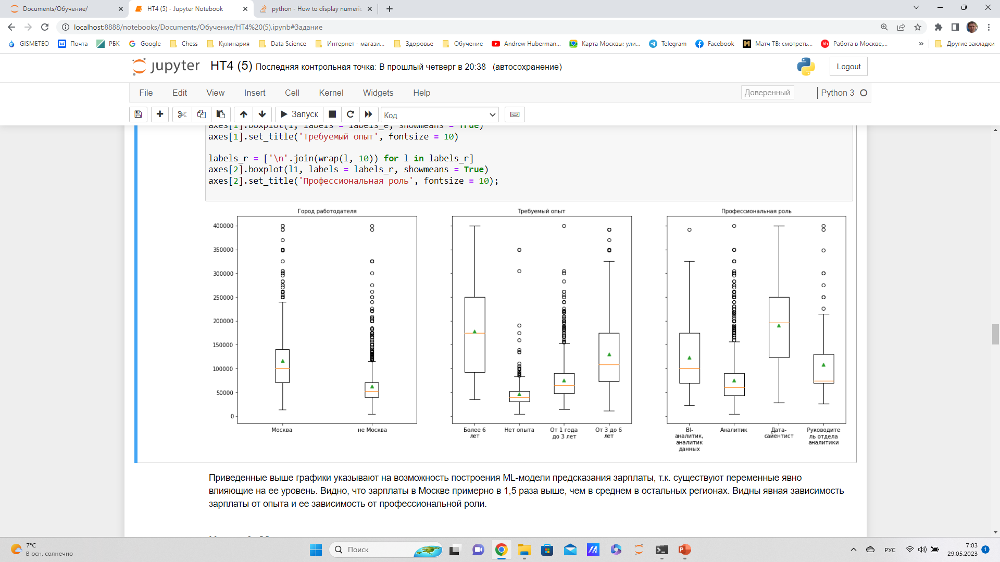 Documents/Обучение/
HT4 (5) - Jupyter Notebook
python - How to display numeric
localhost:8888/notebooks/Documents/Обучение/HT4%20(5).ipynb#Задание
GISMETEO
Почта
РБК
Google
Chess
Кулинария
Data Science
Интернет - магази...
Здоровье
Обучение
Andrew Huberman...
Карта Москвы: ули...
Telegram
Facebook
Матч ТВ: смотреть...
hh
Работа в Москве,...
»
Другие закладки
jupyter
HT4 (5) Последняя контрольная точка: В прошлый четверг в 20:38 (автосохранение)
Logout
File
Edit
View
Insert
Cell
Kernel
Widgets
Help
Доверенный
Python 3
Запуск
Код
axes[1].boxplot(l, labels = labels_e, showmeans = True)
axes[1].set_title('Требуемый опыт', fontsize = 10)
labels_r = ['\n'.join(wrap(l, 10)) for l in labels_r]
axes[2].boxplot(l1, labels = labels_r, showmeans = True)
axes[2].set_title('Профессиональная роль', fontsize = 10);
Город работодателя
400000
350000
300000
250000
200000
150000
100000
50000
0
Москва
не Москва
Требуемый опыт
Более 6
лет
Нет опыта
От 1 года
до 3 лет
От 3 до 6
лет
Профессиональная роль
BI-
аналитик,
аналитик
данных
Аналитик
Дата-
сайентист
Руководите
ль отдела
аналитики
Приведенные выше графики указывают на возможность построения ML-модели предсказания зарплаты, т.к. существуют переменные явно
влияющие на ее уровень. Видно, что зарплаты в Москве примерно в 1,5 раза выше, чем в среднем в остальных регионах. Видны явная зависимость
зарплаты от опыта и ее зависимость от профессиональной роли.
7°C
В осн. солнечно
Поиск
РУС
7:03
29.05.2023
1